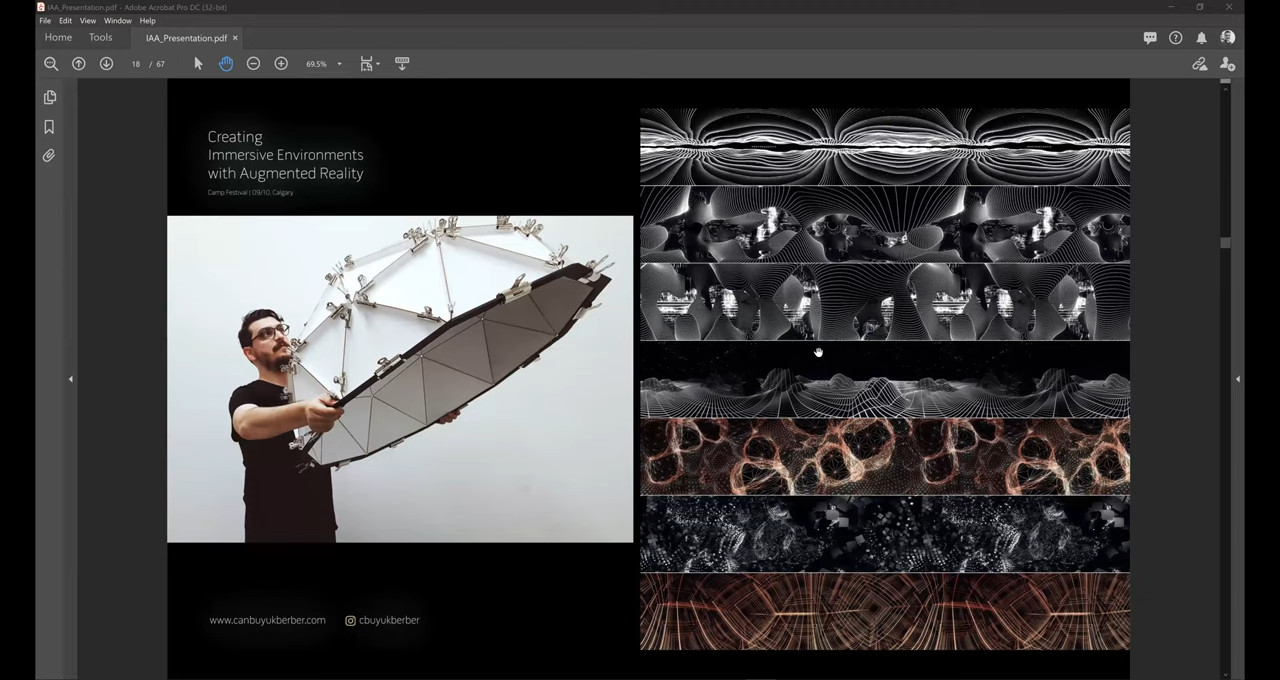 IAA_Presentation.pdf - Adobe Acrobat Pro DC (32-bit)
File Edit View Window Help
Home Tools IAA_Presentation.pdf ×
18 / 67 69.5%
Creating
Immersive Environments
with Augmented Reality
Camp Festival | 09/10, Calgary
www.canbuyukberber.com cbuyukberber